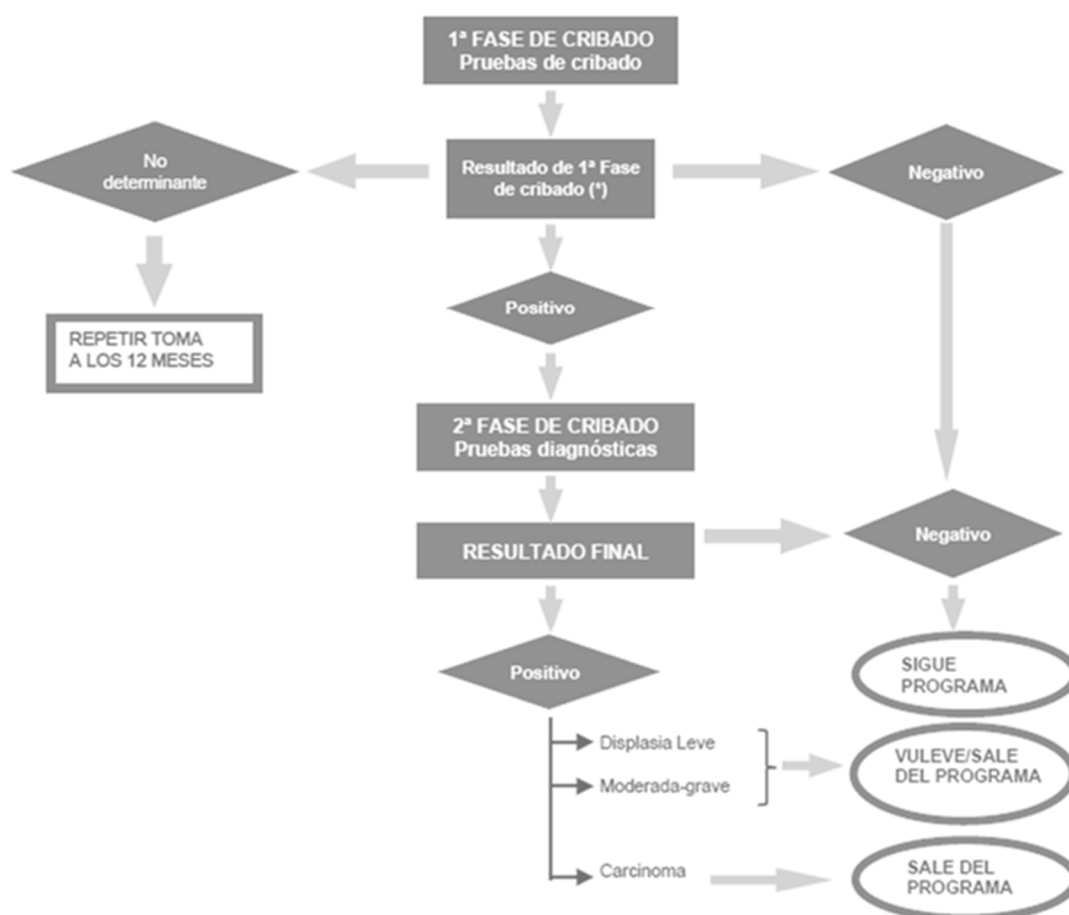 1ª FASE DE CRIBADO
Pruebas de cribado
No
determinante
Resultado de 1ª Fase
de cribado (*)
Negativo
Positivo
REPETIR TOMA
A LOS 12 MESES
2ª FASE DE CRIBADO
Pruebas diagnósticas
RESULTADO FINAL
Negativo
Positivo
SIGUE
PROGRAMA
Displasia Leve
Moderada-grave
VULEVE/SALE
DEL PROGRAMA
Carcinoma
SALE DEL
PROGRAMA